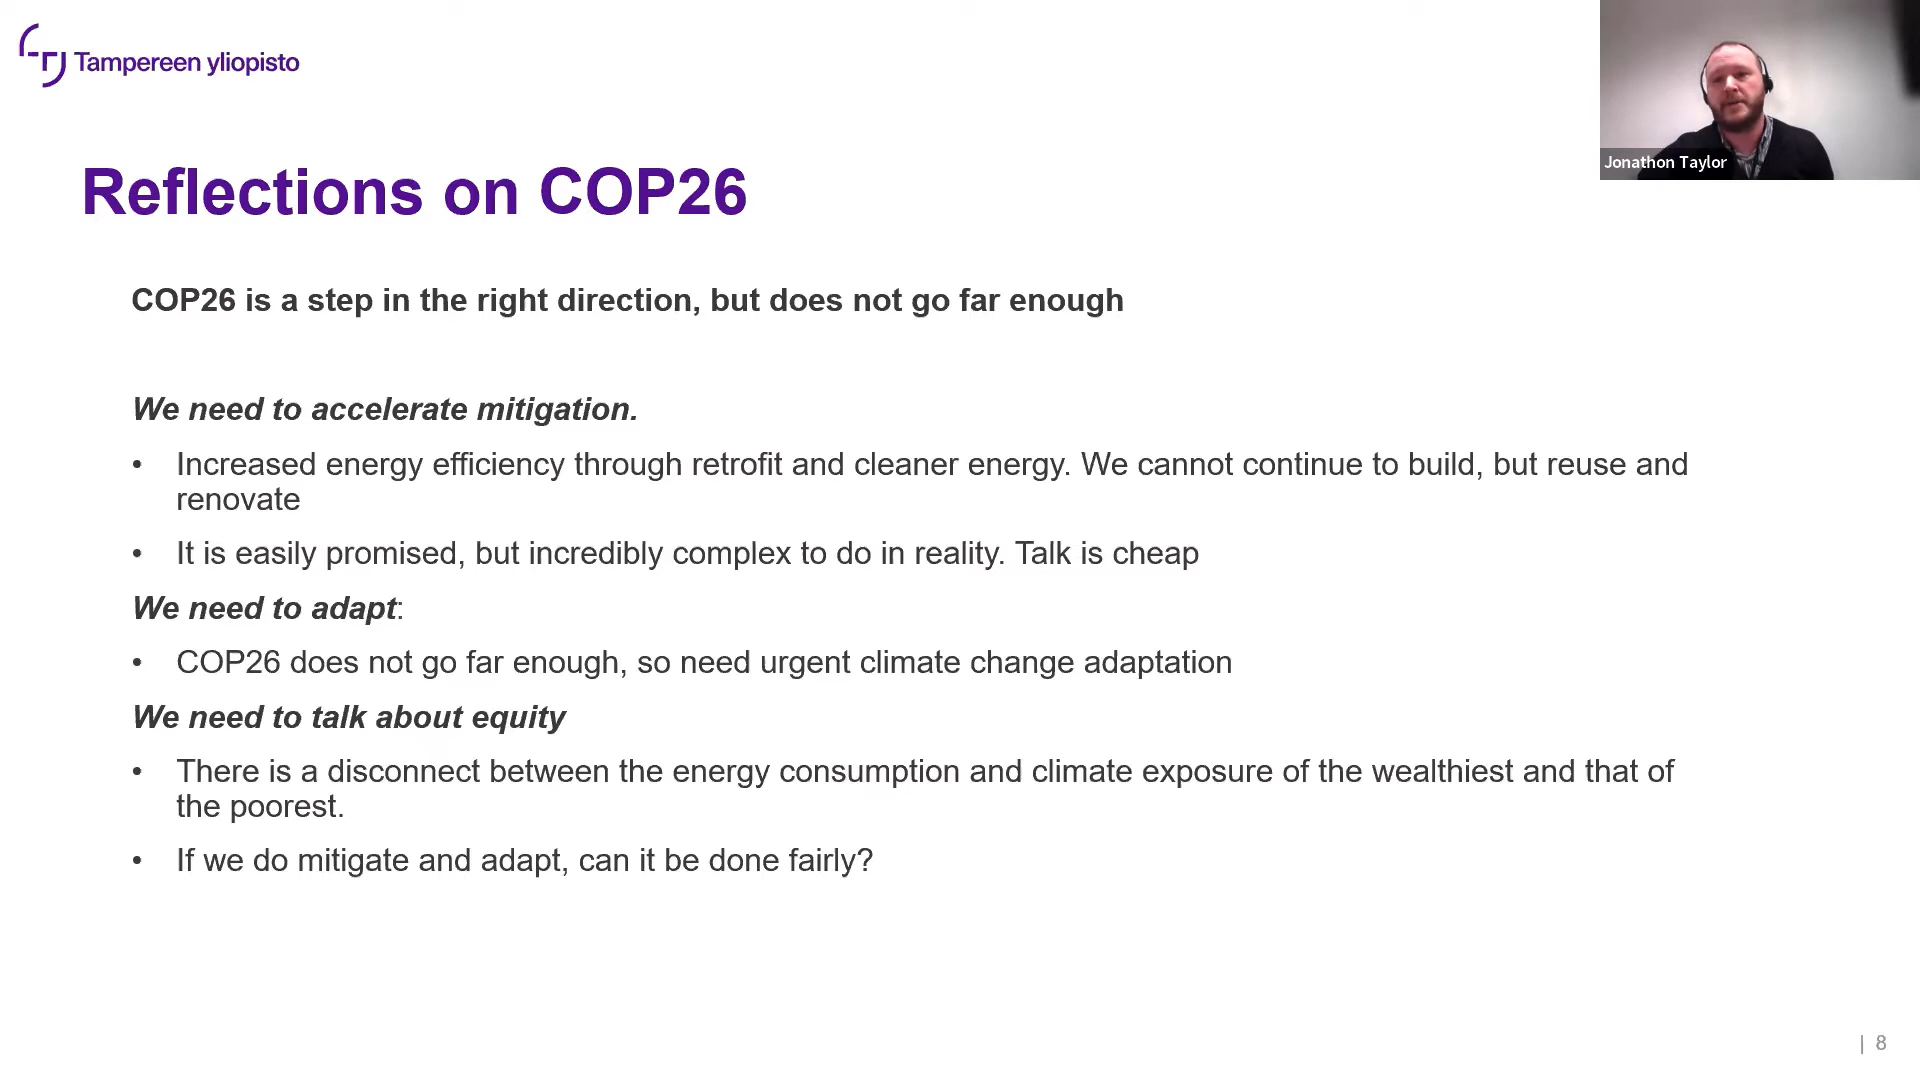 Tampereen yliopisto
Jonathon Taylor
Reflections on COP26
COP26 is a step in the right direction, but does not go far enough
We need to accelerate mitigation.
• Increased energy efficiency through retrofit and cleaner energy. We cannot continue to build, but reuse and
renovate
• It is easily promised, but incredibly complex to do in reality. Talk is cheap
We need to adapt:
• COP26 does not go far enough, so need urgent climate change adaptation
We need to talk about equity
• There is a disconnect between the energy consumption and climate exposure of the wealthiest and that of
the poorest.
• If we do mitigate and adapt, can it be done fairly?
| 8